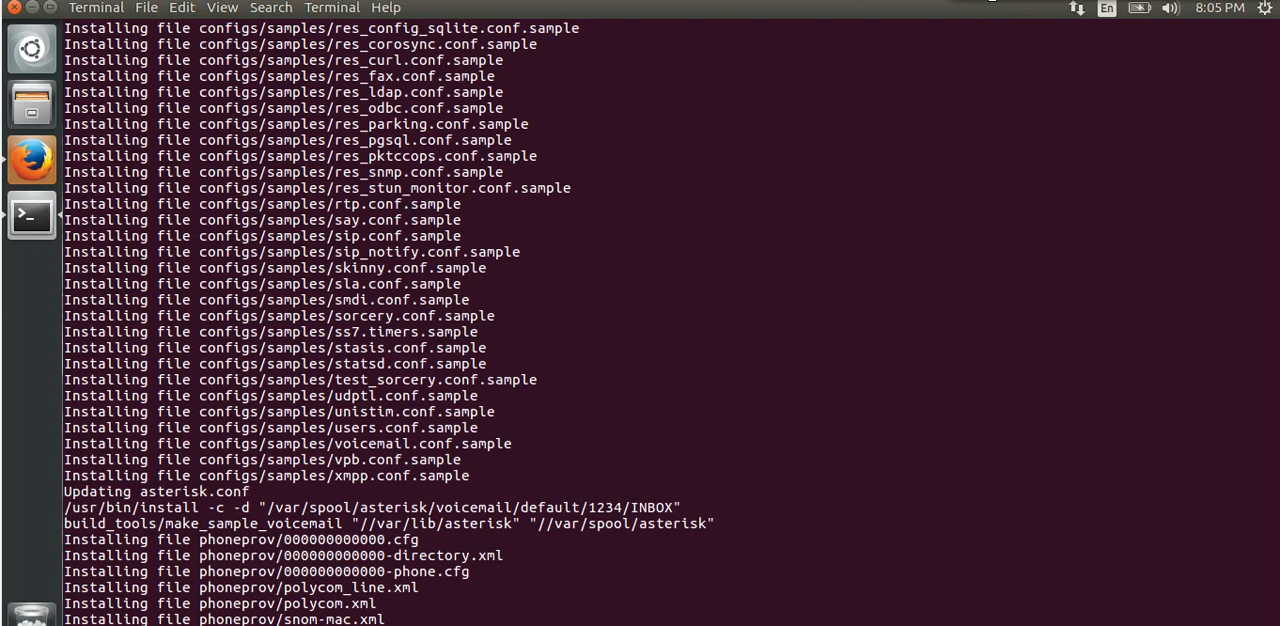 Terminal File Edit View Search Terminal Help En 8:05 PM
Installing file configs/samples/res_config_sqlite.conf.sample
Installing file configs/samples/res_corosync.conf.sample
Installing file configs/samples/res_curl.conf.sample
Installing file configs/samples/res_fax.conf.sample
Installing file configs/samples/res_ldap.conf.sample
Installing file configs/samples/res_odbc.conf.sample
Installing file configs/samples/res_parking.conf.sample
Installing file configs/samples/res_pgsql.conf.sample
Installing file configs/samples/res_pktccops.conf.sample
Installing file configs/samples/res_snmp.conf.sample
Installing file configs/samples/res_stun_monitor.conf.sample
Installing file configs/samples/rtp.conf.sample
Installing file configs/samples/say.conf.sample
Installing file configs/samples/sip.conf.sample
Installing file configs/samples/sip_notify.conf.sample
Installing file configs/samples/skinny.conf.sample
Installing file configs/samples/sla.conf.sample
Installing file configs/samples/smdi.conf.sample
Installing file configs/samples/sorcery.conf.sample
Installing file configs/samples/ss7.timers.sample
Installing file configs/samples/stasis.conf.sample
Installing file configs/samples/statsd.conf.sample
Installing file configs/samples/test_sorcery.conf.sample
Installing file configs/samples/udptl.conf.sample
Installing file configs/samples/unistim.conf.sample
Installing file configs/samples/users.conf.sample
Installing file configs/samples/voicemail.conf.sample
Installing file configs/samples/vpb.conf.sample
Installing file configs/samples/xmpp.conf.sample
Updating asterisk.conf
/usr/bin/install -c -d "/var/spool/asterisk/voicemail/default/1234/INBOX"
build_tools/make_sample_voicemail "//var/lib/asterisk" "//var/spool/asterisk"
Installing file phoneprov/000000000000.cfg
Installing file phoneprov/000000000000-directory.xml
Installing file phoneprov/000000000000-phone.cfg
Installing file phoneprov/polycom_line.xml
Installing file phoneprov/polycom.xml
Installing file phoneprov/snom-mac.xml